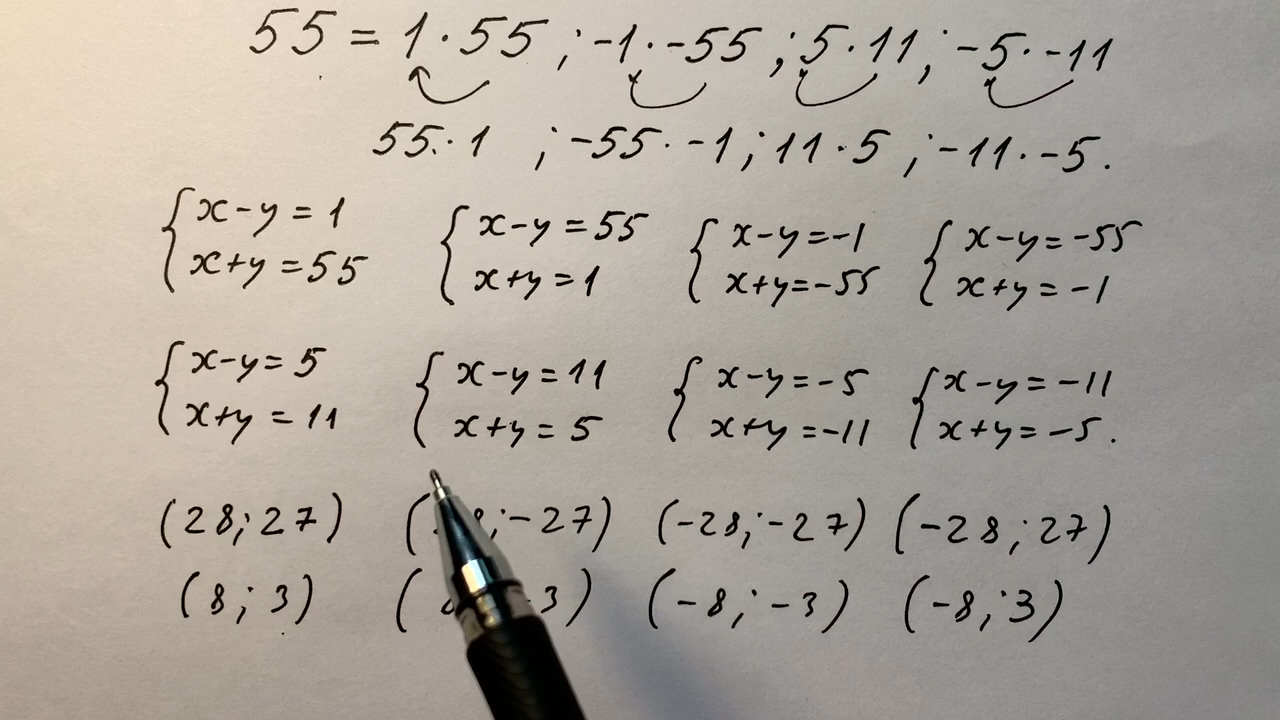 55 = 1 · 55 ; -1 · -55 ; 5 · 11 ; -5 · -11
55 · 1 ; -55 · -1 ; 11 · 5 ; -11 · -5 .
{ x - y = 1 { x - y = 55 { x - y = -1 { x - y = -55
x + y = 55 x + y = 1 x + y = -55 x + y = -1
{ x - y = 5 { x - y = 11 { x - y = -5 { x - y = -11
x + y = 11 x + y = 5 x + y = -11 x + y = -5 .
(28; 27) ( ; -27) (-28; -27) (-28; 27)
(8; 3) ( 3) (-8; -3) (-8; 3)